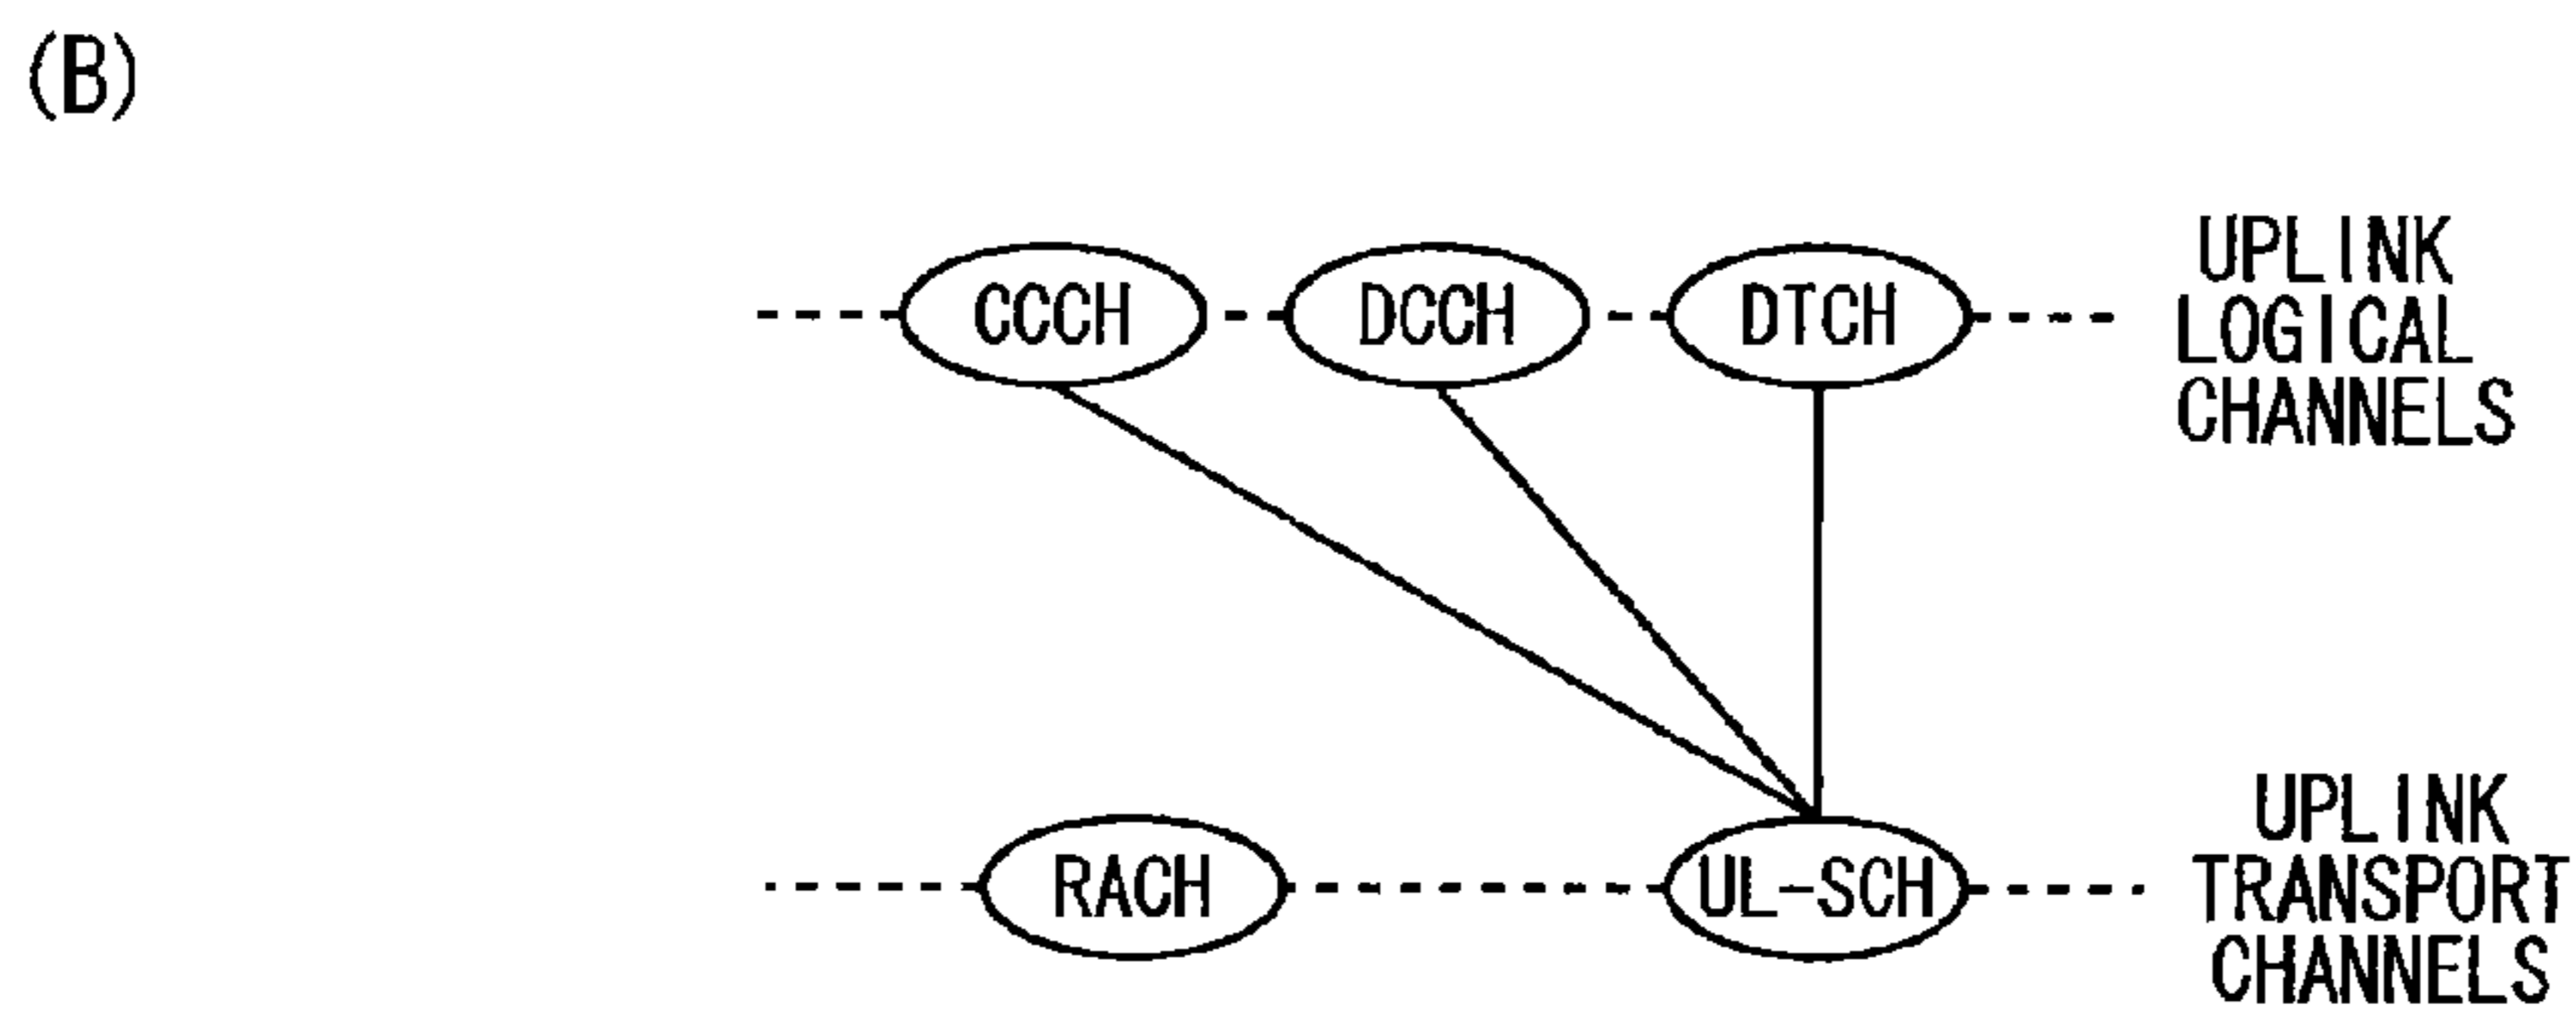 (B)
CCCH DCCH DTCH
UPLINK
LOGICAL
CHANNELS
RACH UL-SCH
UPLINK
TRANSPORT
CHANNELS